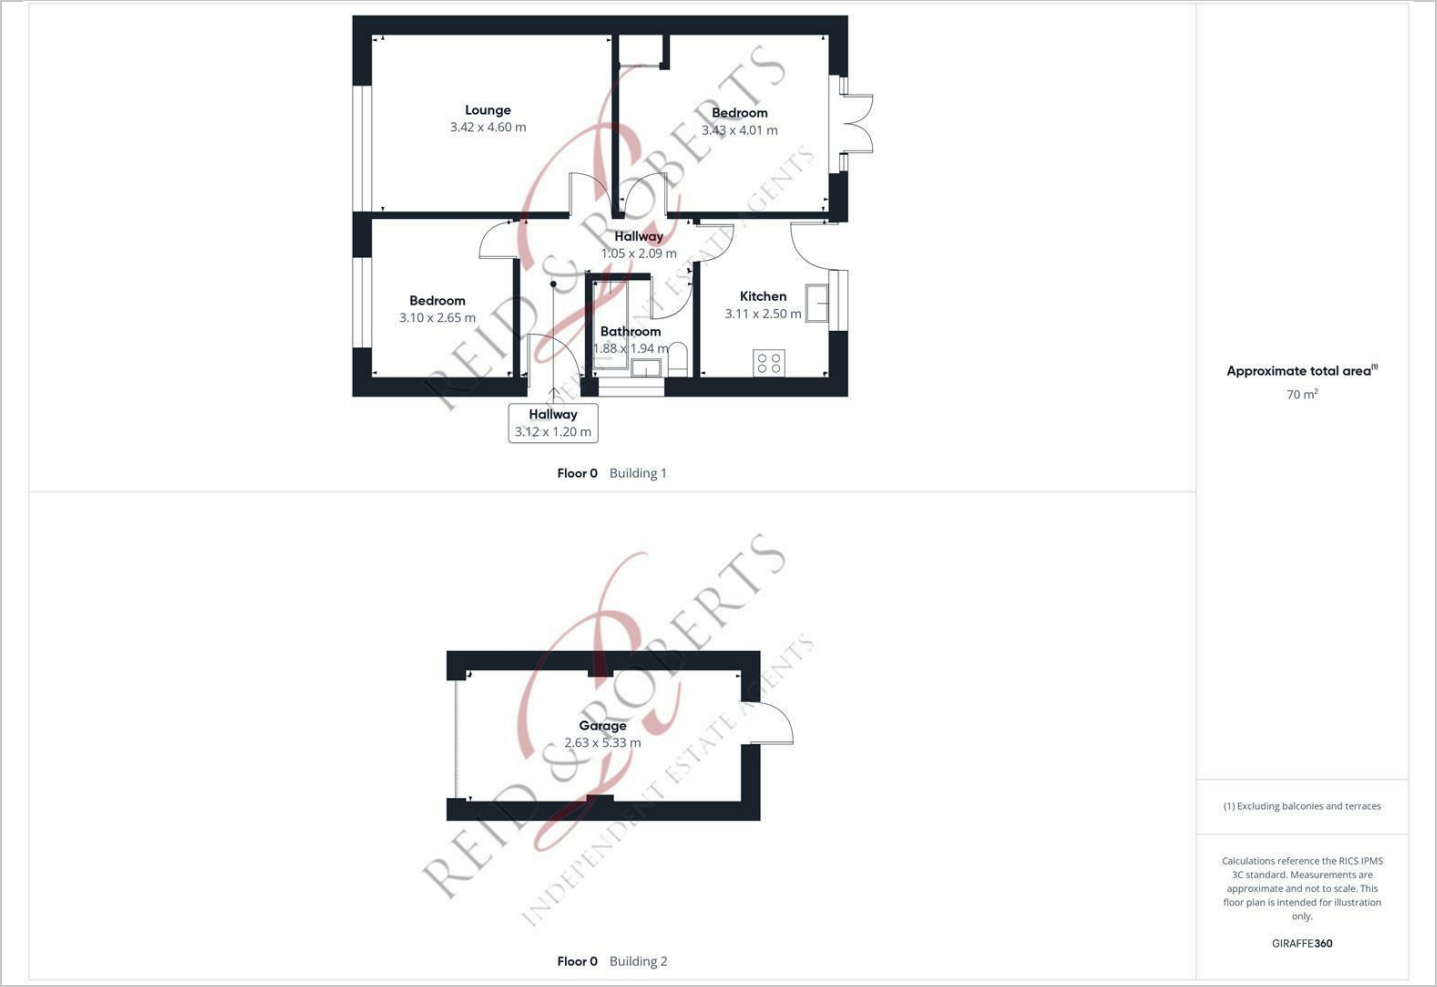 Lounge
3.42 x 4.60 m
Bedroom
3.43 x 4.01 m
Hallway
1.05 x 2.09 m
Bedroom
3.10 x 2.65 m
Kitchen
3.11 x 2.50 m
Bathroom
1.88 x 1.94 m
Hallway
3.12 x 1.20 m
Floor 0 Building 1
REID & ROBERTS
INDEPENDENT ESTATE AGENTS
Approximate total area(1)
70 m²
Garage
2.63 x 5.33 m
REID & ROBERTS
INDEPENDENT ESTATE AGENTS
Floor 0 Building 2
(1) Excluding balconies and terraces
Calculations reference the RICS IPMS
3C standard. Measurements are
approximate and not to scale. This
floor plan is intended for illustration
only.
GIRAFFE360